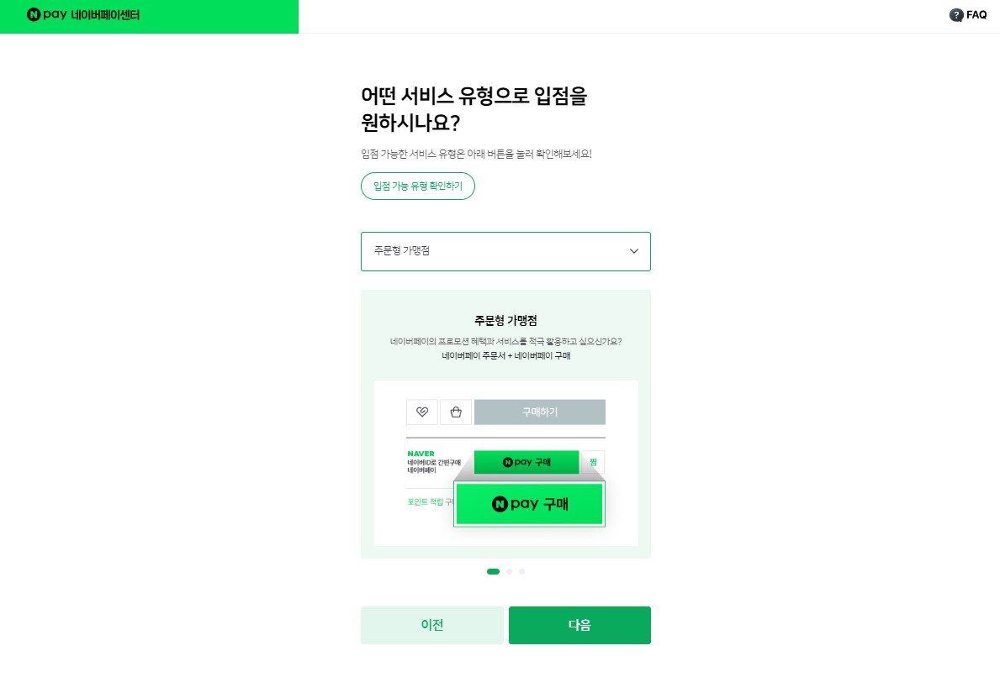 N pay 네이버페이센터
? FAQ
어떤 서비스 유형으로 입점을
원하시나요?
입점 가능한 서비스 유형은 아래 버튼을 눌러 확인해보세요!
입점 가능 유형 확인하기
주문형 가맹점
주문형 가맹점
네이버페이의 프로모션 혜택과 서비스를 적극 활용하고 싶으신가요?
네이버페이 주문서 + 네이버페이 구매
구매하기
NAVER
네이버ID로 간편구매
네이버페이
N pay 구매
찜
포인트 적립 구
N pay 구매
이전
다음